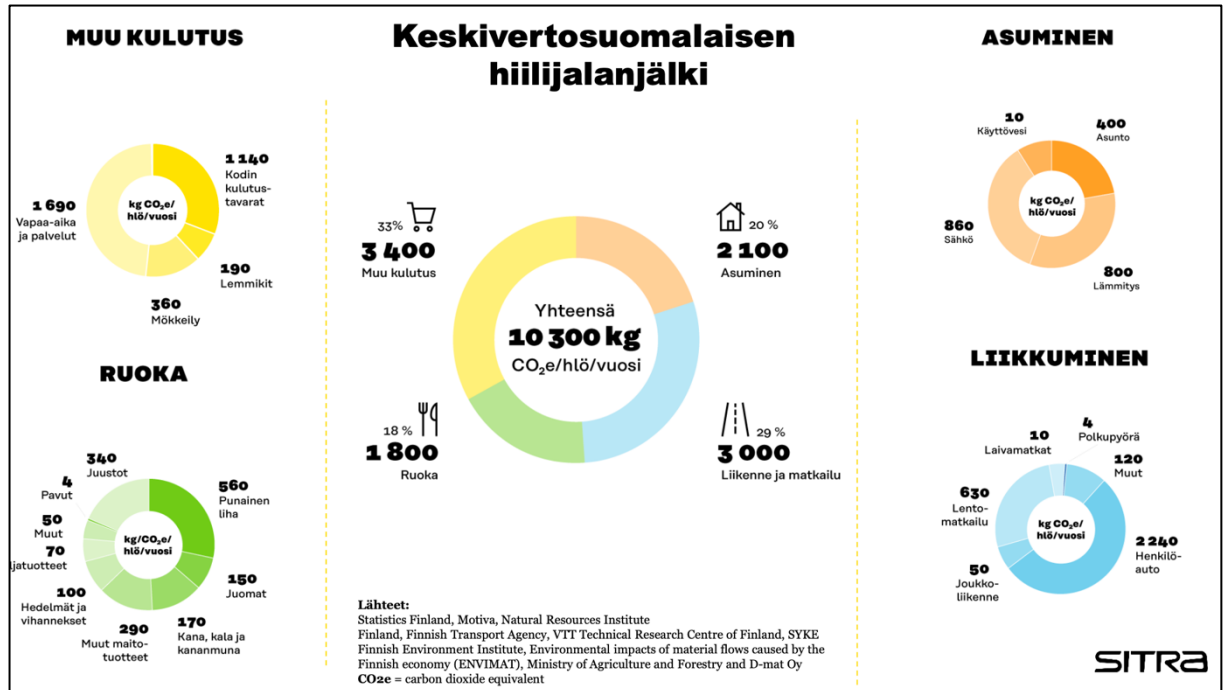 Keskivertosuomalaisen
hiilijalanjälki
MUU KULUTUS
1 140
Kodin
kulutus-
tavarat
kg CO₂e/
hlö/vuosi
1 690
Vapaa-aika
ja palvelut
190
Lemmikit
360
Mökkeily
RUOKA
340
Juustot
4
Pavut
560
Punainen
liha
50
Muut
kg/CO₂e/
hlö/vuosi
70
ljatuotteet
150
Juomat
100
Hedelmät ja
vihannekset
290
Muut maito-
tuotteet
170
Kana, kala ja
kananmuna
33%
3 400
Muu kulutus
20 %
2 100
Asuminen
Yhteensä
10 300 kg
CO₂e/hlö/vuosi
18 %
1 800
Ruoka
29 %
3 000
Liikenne ja matkailu
Lähteet:
Statistics Finland, Motiva, Natural Resources Institute
Finland, Finnish Transport Agency, VTT Technical Research Centre of Finland, SYKE
Finnish Environment Institute, Environmental impacts of material flows caused by the
Finnish economy (ENVIMAT), Ministry of Agriculture and Forestry and D-mat Oy
CO2e = carbon dioxide equivalent
ASUMINEN
10
Käyttövesi
400
Asunto
kg CO₂e/
hlö/vuosi
860
Sähkö
800
Lämmitys
LIIKKUMINEN
10
Laivamatkat
4
Polkupyörä
120
Muut
630
Lento-
matkailu
kg CO₂e/
hlö/vuosi
2 240
Henkilö-
auto
50
Joukko-
liikenne
SITRA